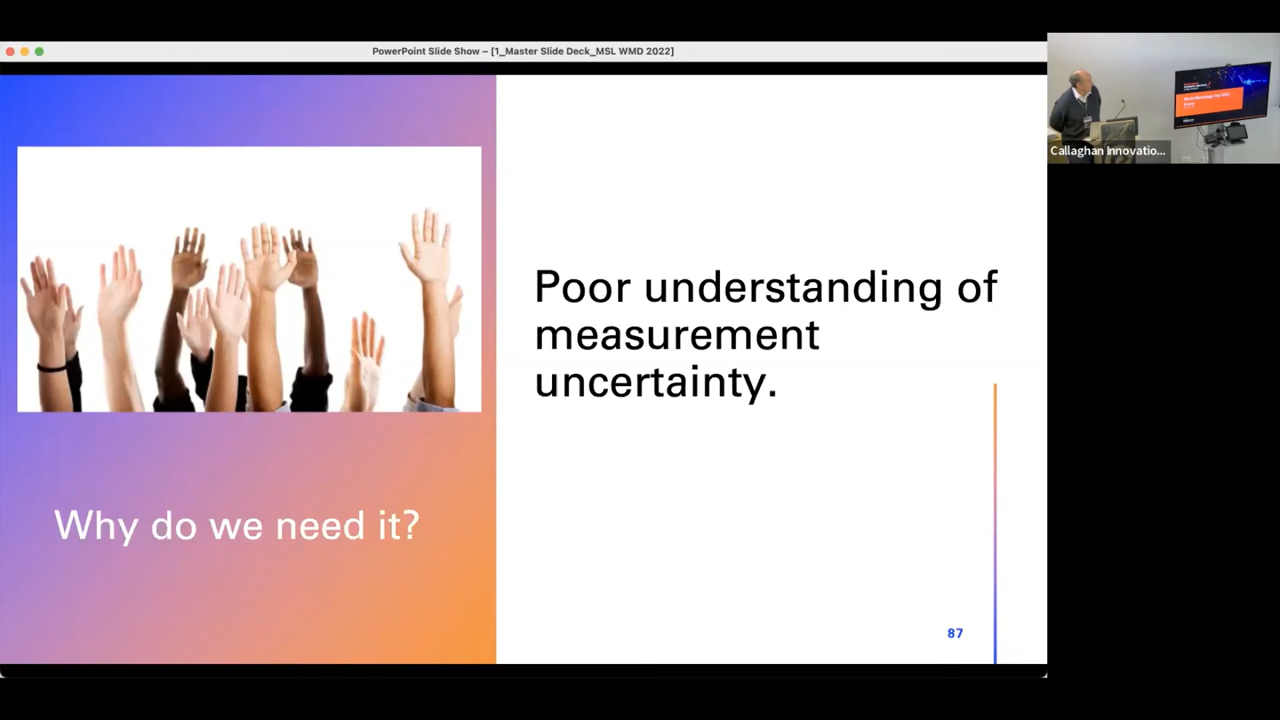 PowerPoint Slide Show – [1_Master Slide Deck_MSL WMD 2022]
Poor understanding of
measurement
uncertainty.
Why do we need it?
87
Callaghan Innovatio...